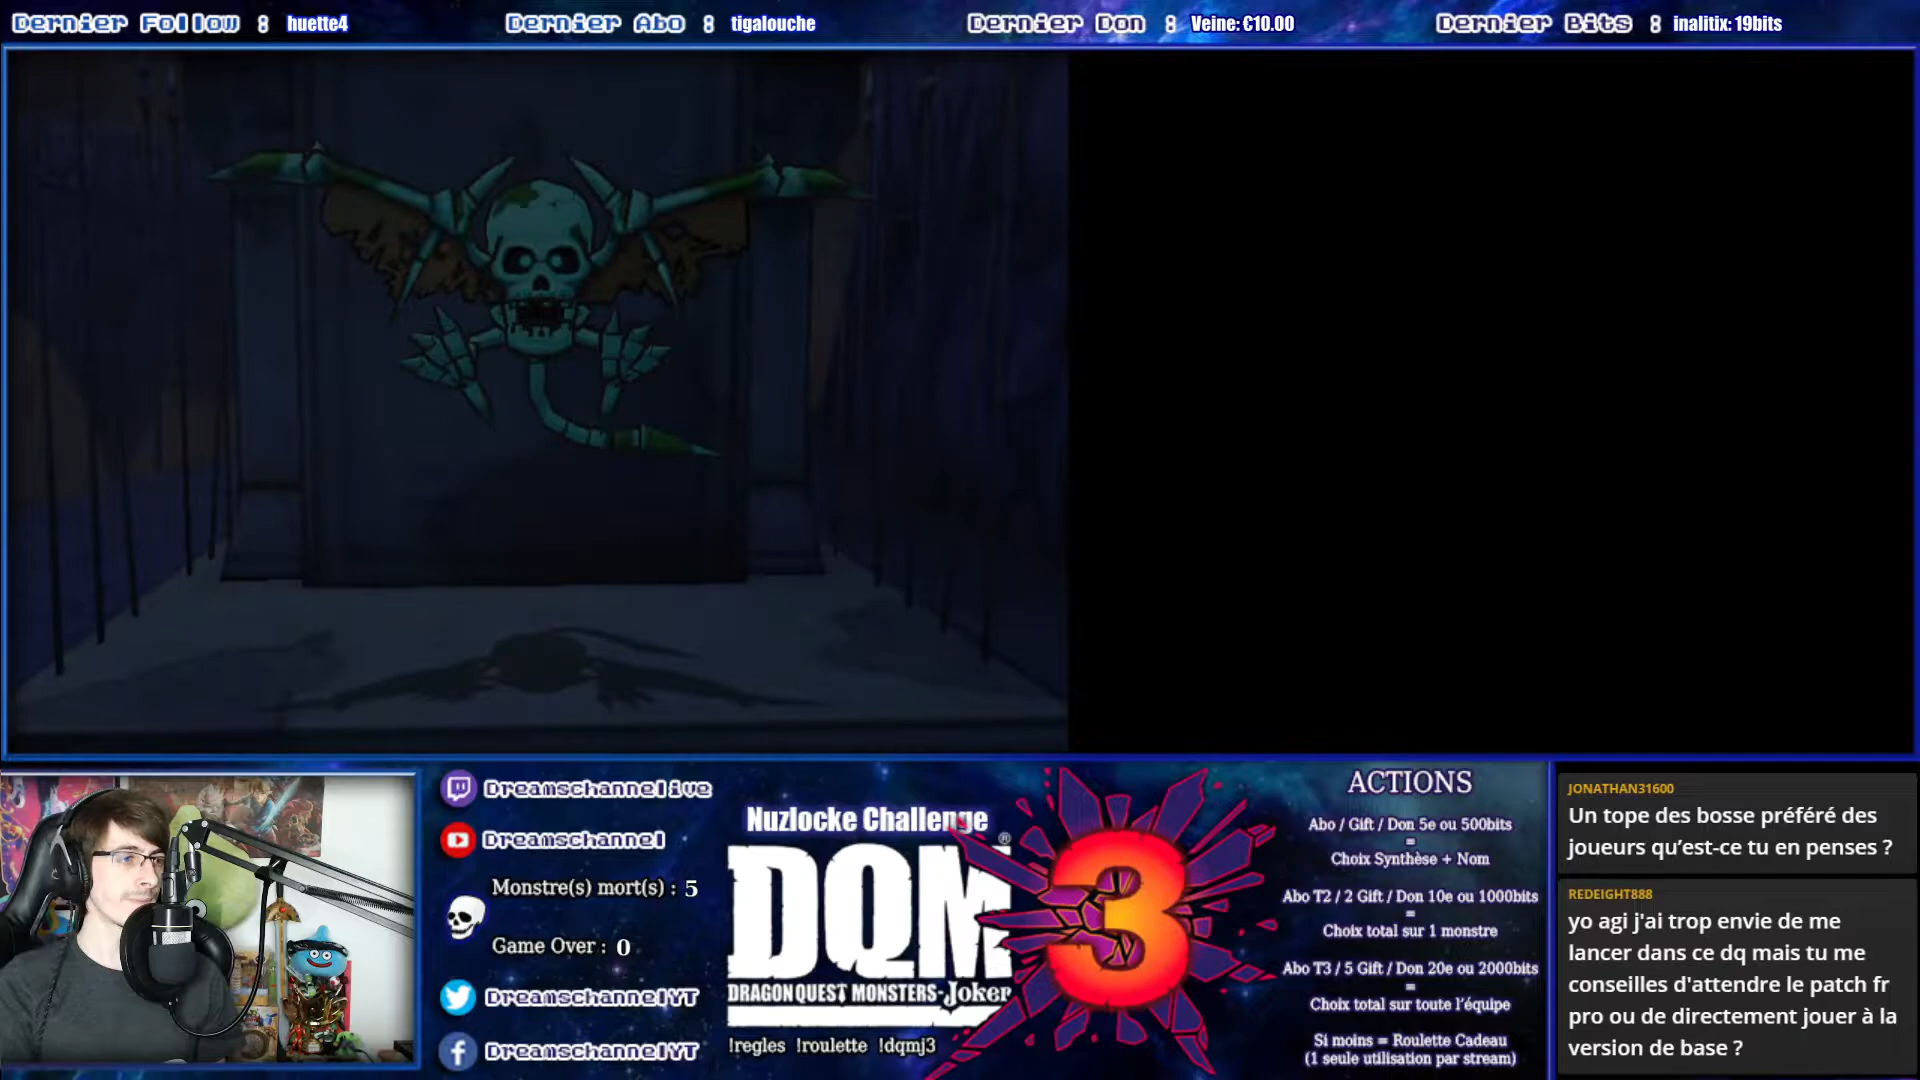 Dernier Follow : huette4
Dernier Abo : tigalouche
Dernier Don : Veine: €10.00
Dernier Bits : inalitix: 19bits
Dreamschannelive
Dreamschannel
Monstre(s) mort(s) : 5
Game Over : 0
DreamschannelYT
DreamschannelYT
Nuzlocke Challenge
DQM 3
®
DRAGON QUEST MONSTERS-Joker
!regles !roulette !dqmj3
ACTIONS
Abo / Gift / Don 5e ou 500bits
=
Choix Synthèse + Nom
Abo T2 / 2 Gift / Don 10e ou 1000bits
=
Choix total sur 1 monstre
Abo T3 / 5 Gift / Don 20e ou 2000bits
=
Choix total sur toute l'équipe
Si moins = Roulette Cadeau
(1 seule utilisation par stream)
JONATHAN31600
Un tope des bosse préféré des
joueurs qu’est-ce tu en penses ?
REDEIGHT888
yo agi j'ai trop envie de me
lancer dans ce dq mais tu me
conseilles d'attendre le patch fr
pro ou de directement jouer à la
version de base ?